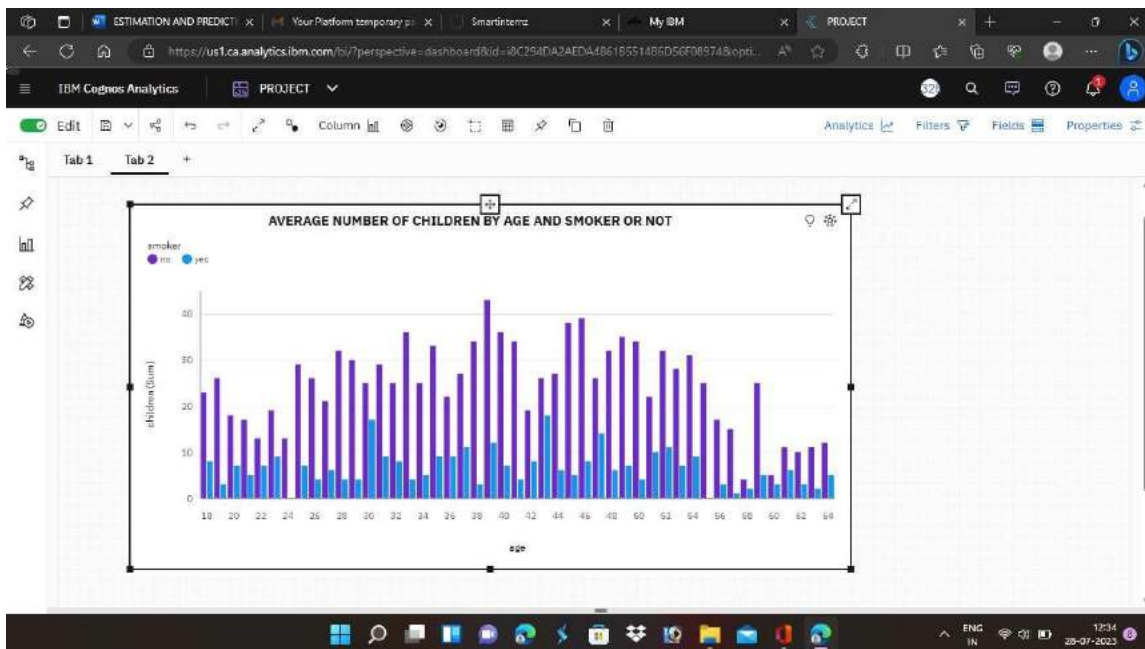 ESTIMATION AND PREDICTI
Your Platform temporary p
Smartinternz
My IBM
PROJECT
https://us1.ca.analytics.ibm.com/bi/?perspective=dashboard&id=
IBM Cognos Analytics
PROJECT
Edit
Column
Analytics
Filters
Fields
Properties
Tab 1
Tab 2
AVERAGE NUMBER OF CHILDREN BY AGE AND SMOKER OR NOT
smoker
no yes
children (Sum)
40
30
20
10
0
18 20 22 24 26 28 30 32 34 36 38 40 42 44 46 48 50 52 54 56 58 60 62 64
age
ENG
IN
12:34
28-07-2023